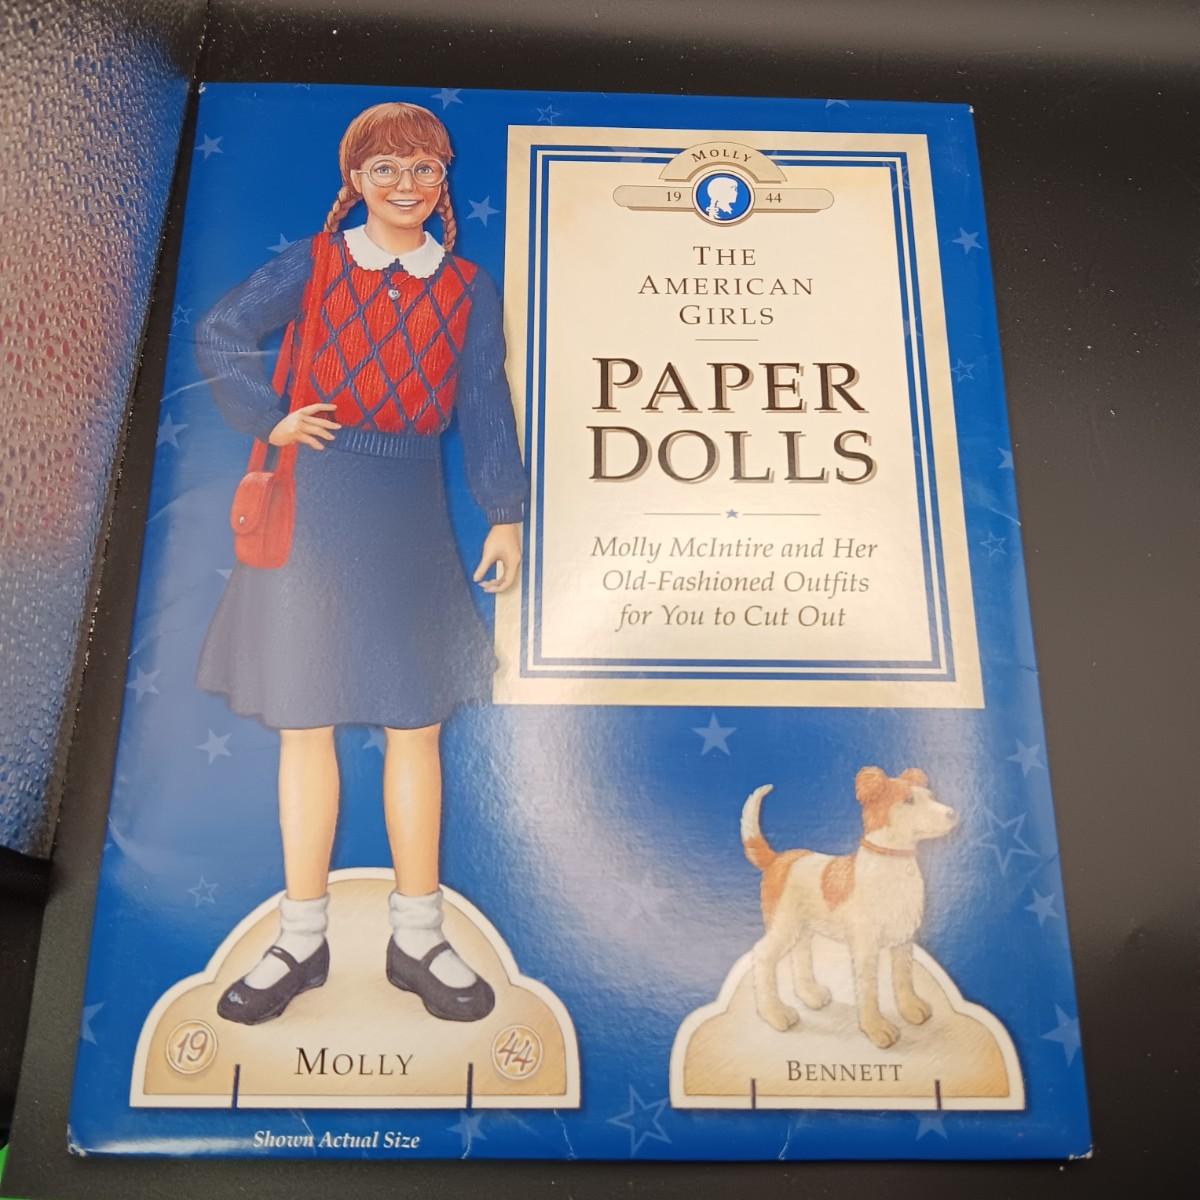 MOLLY
19 44
THE
AMERICAN
GIRLS
PAPER
DOLLS
Molly McIntire and Her
Old-Fashioned Outfits
for You to Cut Out
19 MOLLY 44
BENNETT
Shown Actual Size